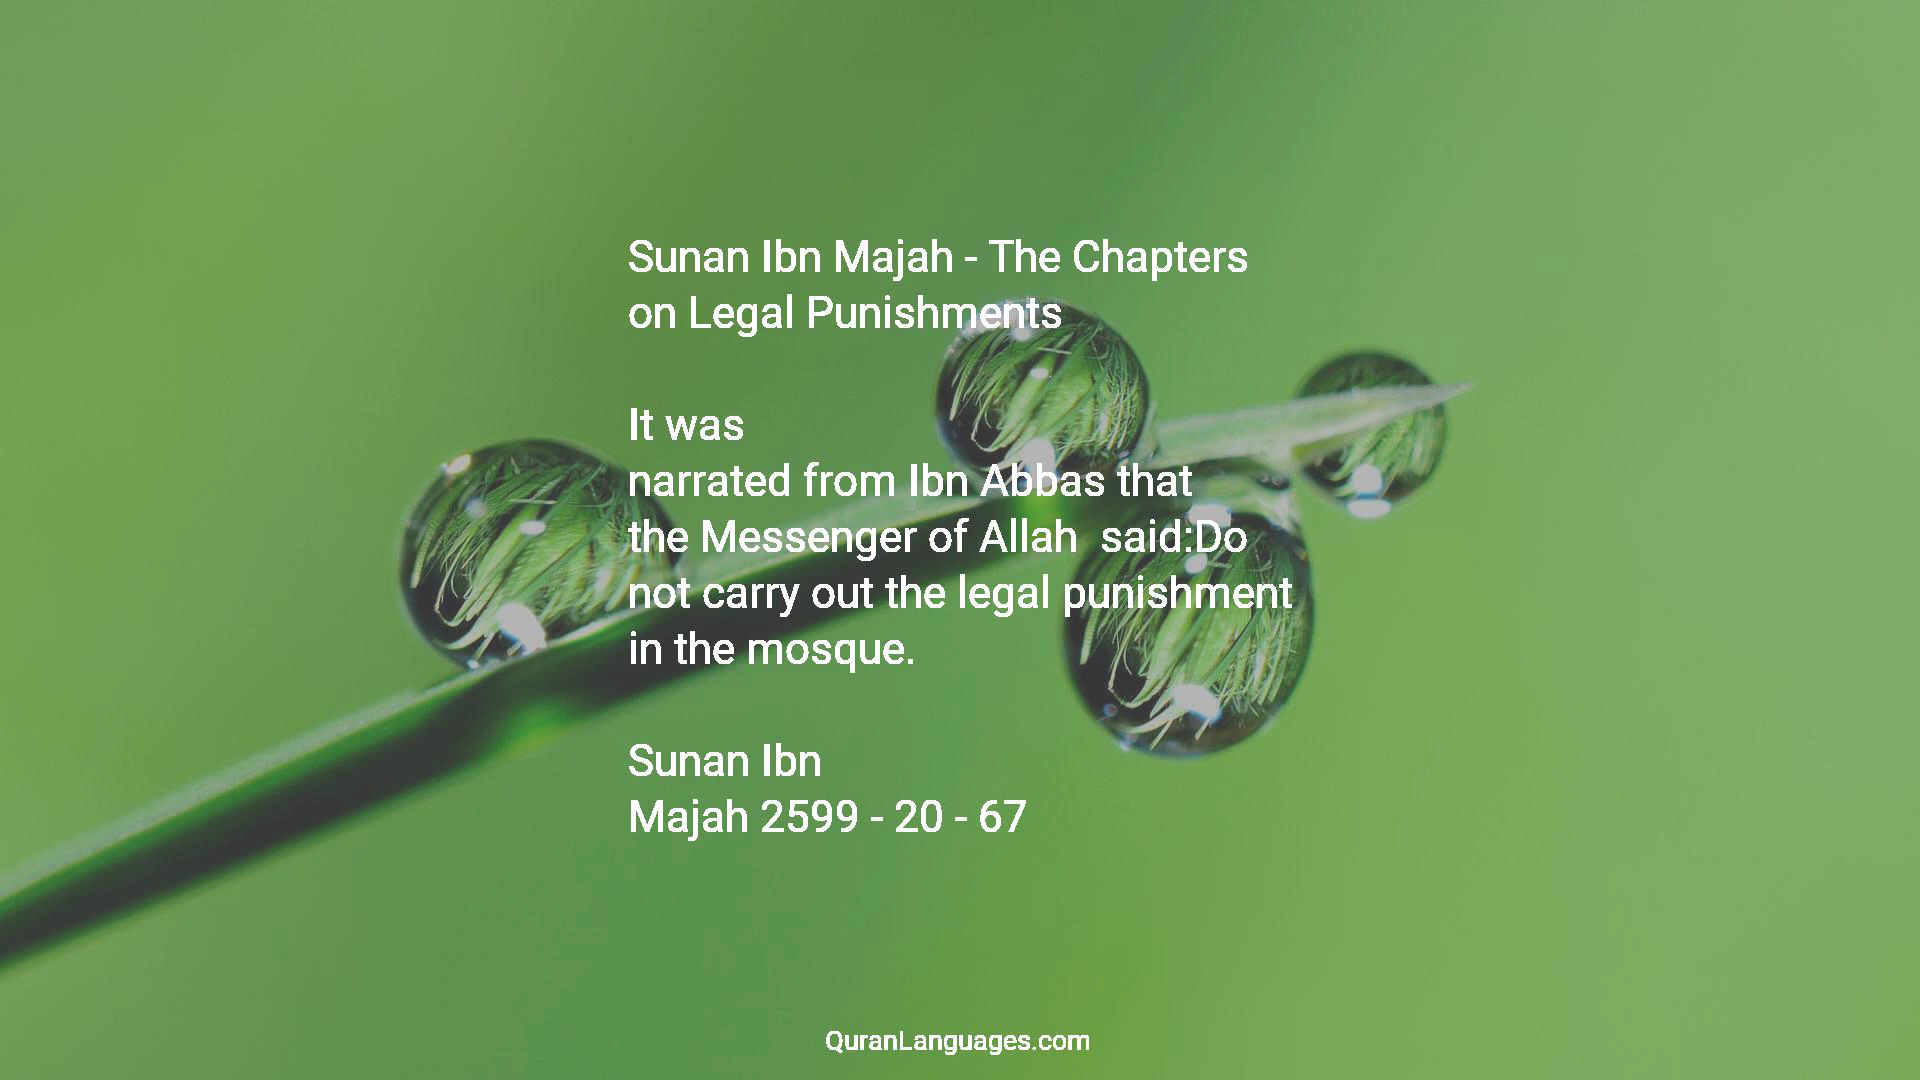 Sunan Ibn Majah - The Chapters
on Legal Punishments
It was
narrated from Ibn Abbas that
the Messenger of Allah  said:Do
not carry out the legal punishment
in the mosque.
Sunan Ibn
Majah 2599 - 20 - 67
QuranLanguages.com